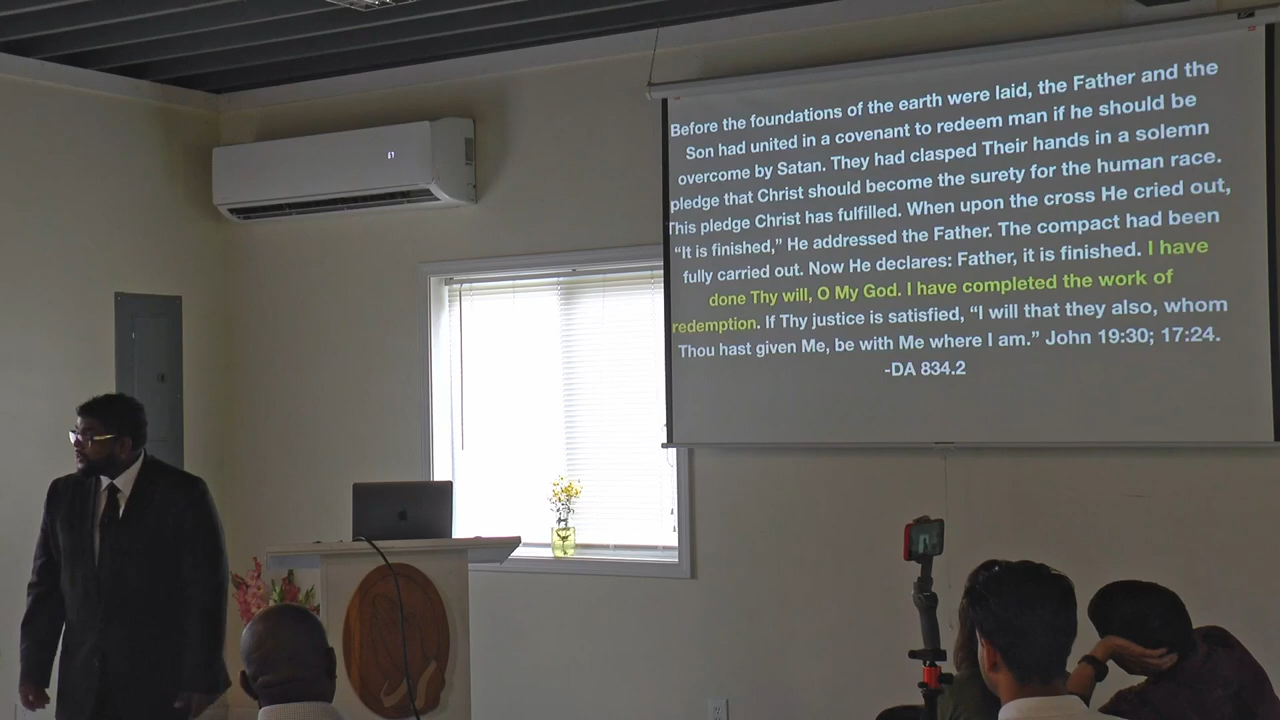 Before the foundations of the earth were laid, the Father and the
Son had united in a covenant to redeem man if he should be
overcome by Satan. They had clasped Their hands in a solemn
pledge that Christ should become the surety for the human race.
This pledge Christ has fulfilled. When upon the cross He cried out,
“It is finished,” He addressed the Father. The compact had been
fully carried out. Now He declares: Father, it is finished. I have
done Thy will, O My God. I have completed the work of
redemption. If Thy justice is satisfied, “I will that they also, whom
Thou hast given Me, be with Me where I am.” John 19:30; 17:24.
-DA 834.2